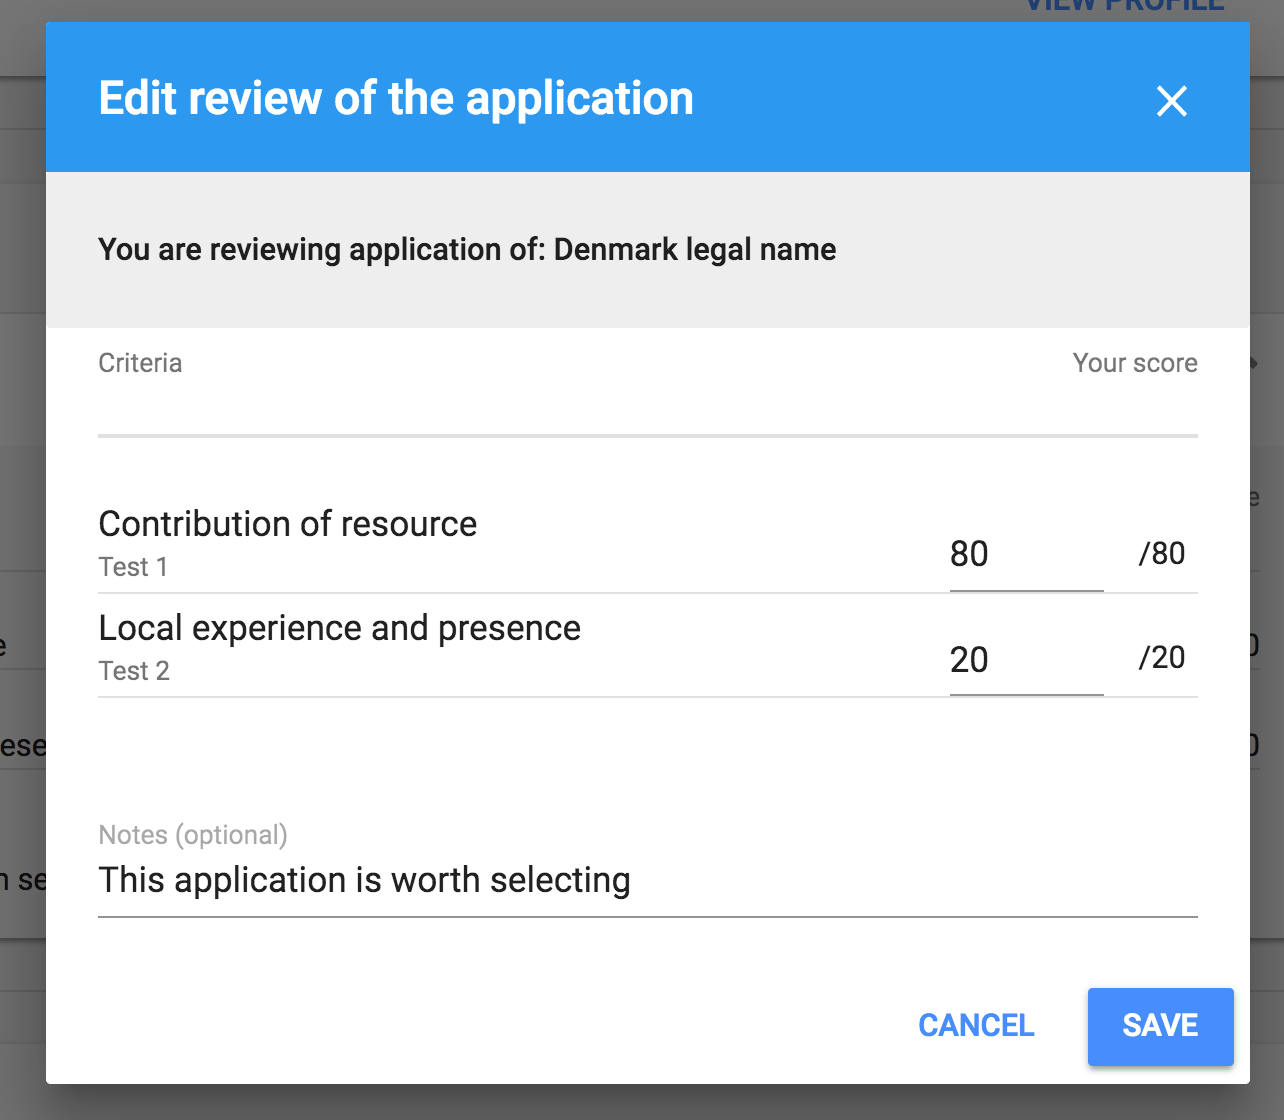 VIEW PROFILE
Edit review of the application
You are reviewing application of: Denmark legal name
Criteria
Your score
Contribution of resource
Test 1
80
/80
Local experience and presence
Test 2
20
/20
Notes (optional)
This application is worth selecting
CANCEL
SAVE